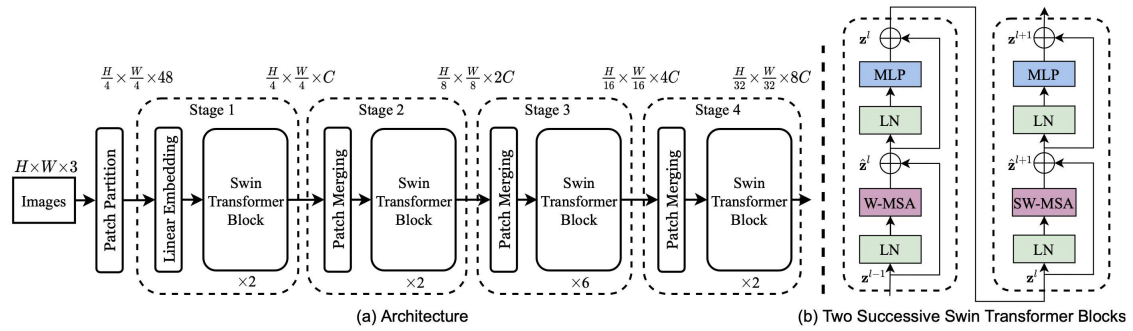 H/4 × W/4 × 48
H/4 × W/4 × C
H/8 × W/8 × 2C
H/16 × W/16 × 4C
H/32 × W/32 × 8C
Stage 1
Stage 2
Stage 3
Stage 4
H × W × 3
Images
Patch Partition
Linear Embedding
Swin
Transformer
Block
×2
Patch Merging
Swin
Transformer
Block
×2
Patch Merging
Swin
Transformer
Block
×6
Patch Merging
Swin
Transformer
Block
×2
(a) Architecture
z^l
MLP
LN
ẑ^l
W-MSA
LN
z^{l-1}
z^{l+1}
MLP
LN
ẑ^{l+1}
SW-MSA
LN
z^l
(b) Two Successive Swin Transformer Blocks